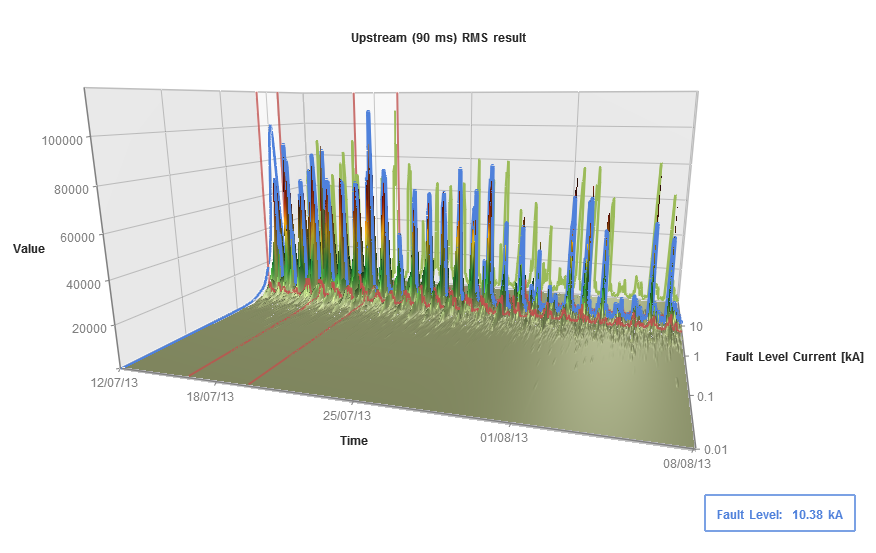 Upstream (90 ms) RMS result
100000
80000
60000
40000
20000
Value
12/07/13
18/07/13
25/07/13
01/08/13
08/08/13
Time
10
1
0.1
0.01
Fault Level Current [kA]
Fault Level: 10.38 kA